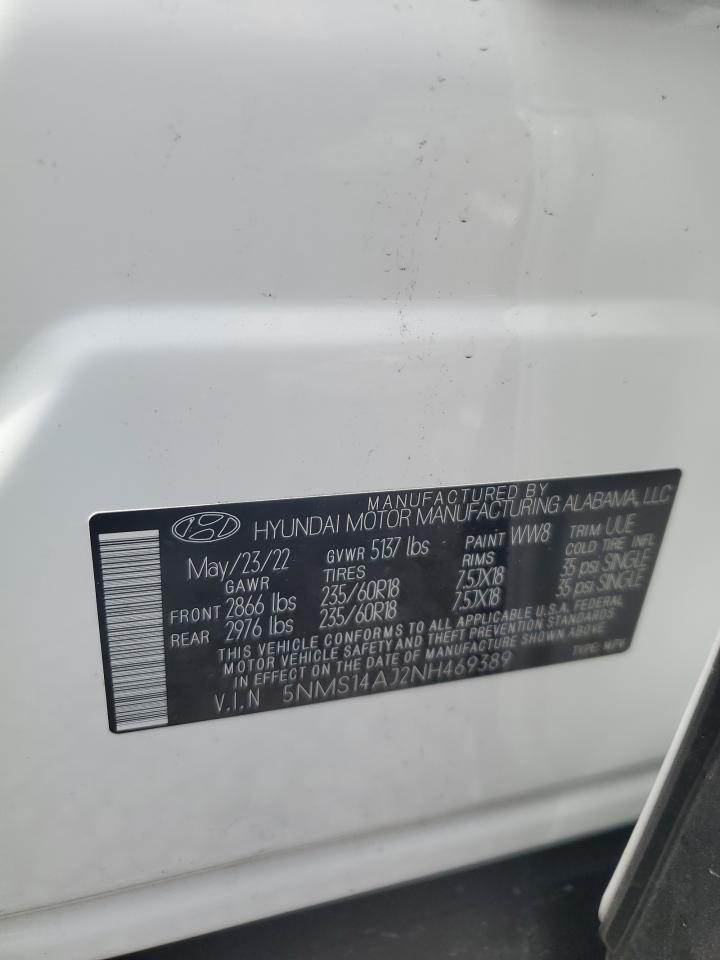 MANUFACTURED BY
HYUNDAI MOTOR MANUFACTURING ALABAMA, LLC
May/23/22 GVWR 5137 lbs PAINT WW8 TRIM UUE
GAWR TIRES RIMS COLD TIRE INFL
FRONT 2866 lbs 235/60R18 7.5JX18 35 psi SINGLE
REAR 2976 lbs 235/60R18 7.5JX18 35 psi SINGLE
THIS VEHICLE CONFORMS TO ALL APPLICABLE U.S.A. FEDERAL
MOTOR VEHICLE SAFETY AND THEFT PREVENTION STANDARDS
IN EFFECT ON THE DATE OF MANUFACTURE SHOWN ABOVE
V.I.N 5NMS14AJ2NH469389 TYPE: M.P.V